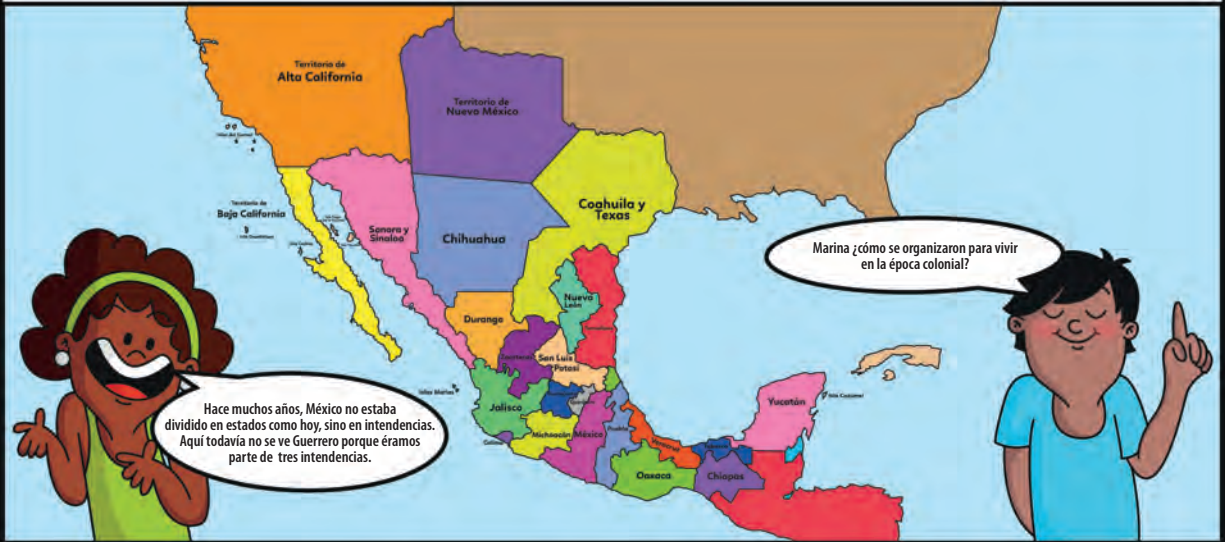 Territorio de
Alta California
Territorio de
Nuevo México
Coahuila y
Texas
Territorio de
Baja California
Sonora y
Sinaloa
Chihuahua
Nuevo
León
Durango
San Luis
Potosí
Islas Marías
Jalisco
Colima
Michoacán
México
Puebla
Oaxaca
Chiapas
Yucatán
Isla Cozumel
Marina ¿cómo se organizaron para vivir
en la época colonial?
Hace muchos años, México no estaba
dividido en estados como hoy, sino en intendencias.
Aquí todavía no se ve Guerrero porque éramos
parte de tres intendencias.